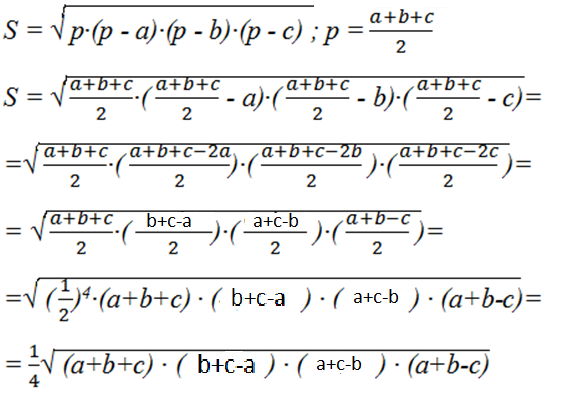 S = √p·(p - a)·(p - b)·(p - c) ; p = (a+b+c)/2
S = √(a+b+c)/2·((a+b+c)/2 - a)·((a+b+c)/2 - b)·((a+b+c)/2 - c)=
=√(a+b+c)/2·((a+b+c−2a)/2)·((a+b+c−2b)/2)·((a+b+c−2c)/2)=
= √(a+b+c)/2·((b+c-a)/2)·((a+c-b)/2)·((a+b−c)/2)=
=√(1/2)⁴·(a+b+c) · ( b+c-a ) · ( a+c-b ) · (a+b-c)=
= 1/4√(a+b+c) · ( b+c-a ) · ( a+c-b ) · (a+b-c)